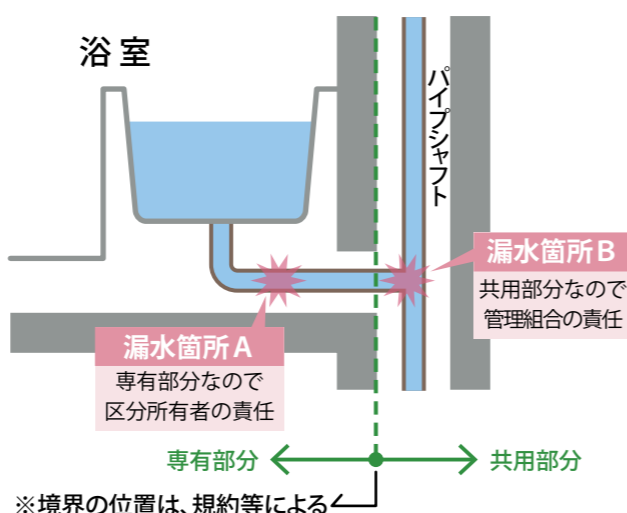 浴室
パイプシャフト
漏水箇所B
共用部分なので
管理組合の責任
漏水箇所A
専有部分なので
区分所有者の責任
専有部分
共用部分
※境界の位置は、規約等による